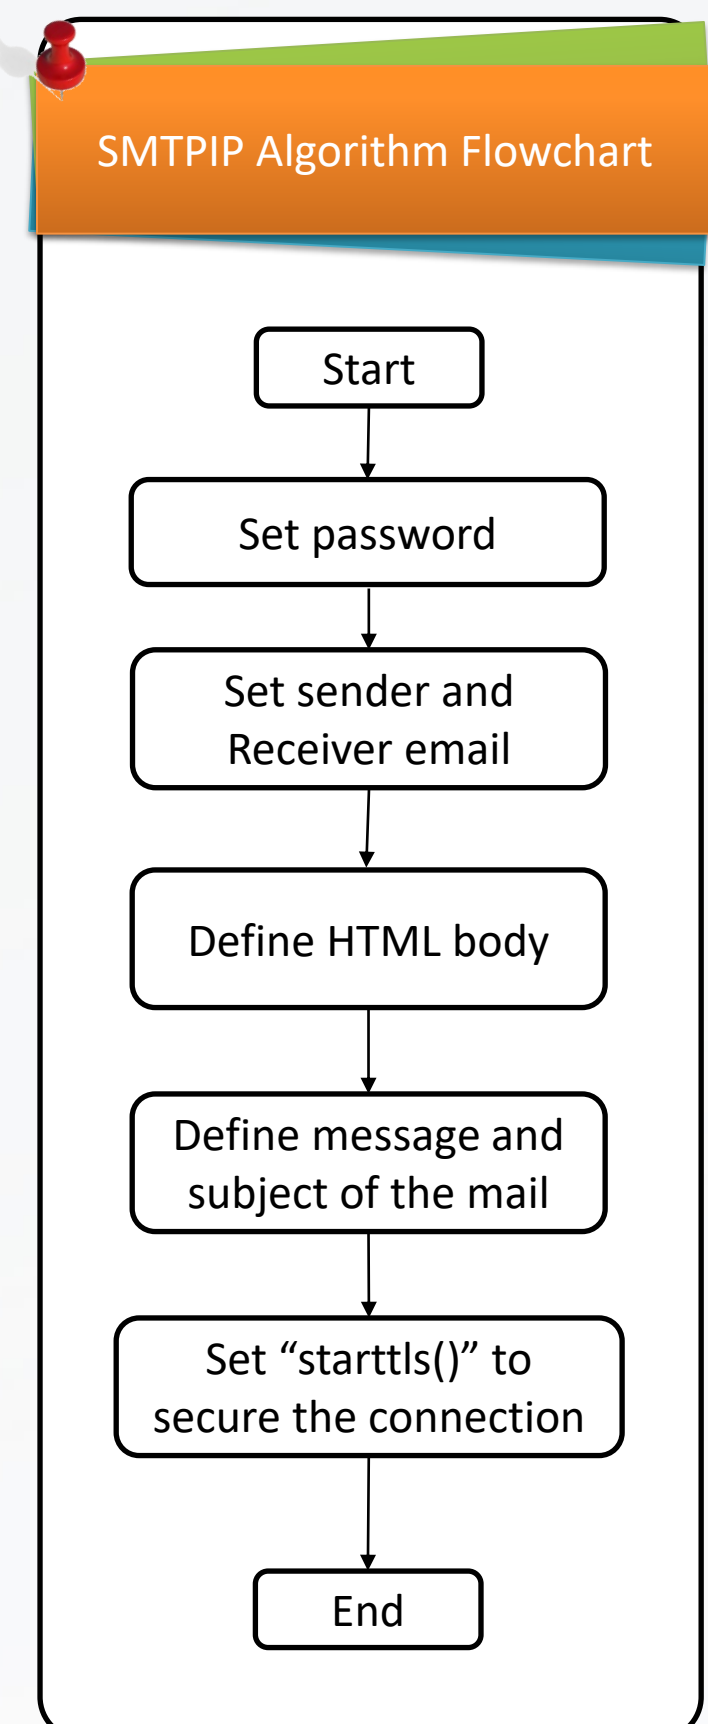 SMTPIP Algorithm Flowchart
Start
Set password
Set sender and
Receiver email
Define HTML body
Define message and
subject of the mail
Set “starttls()” to
secure the connection
End